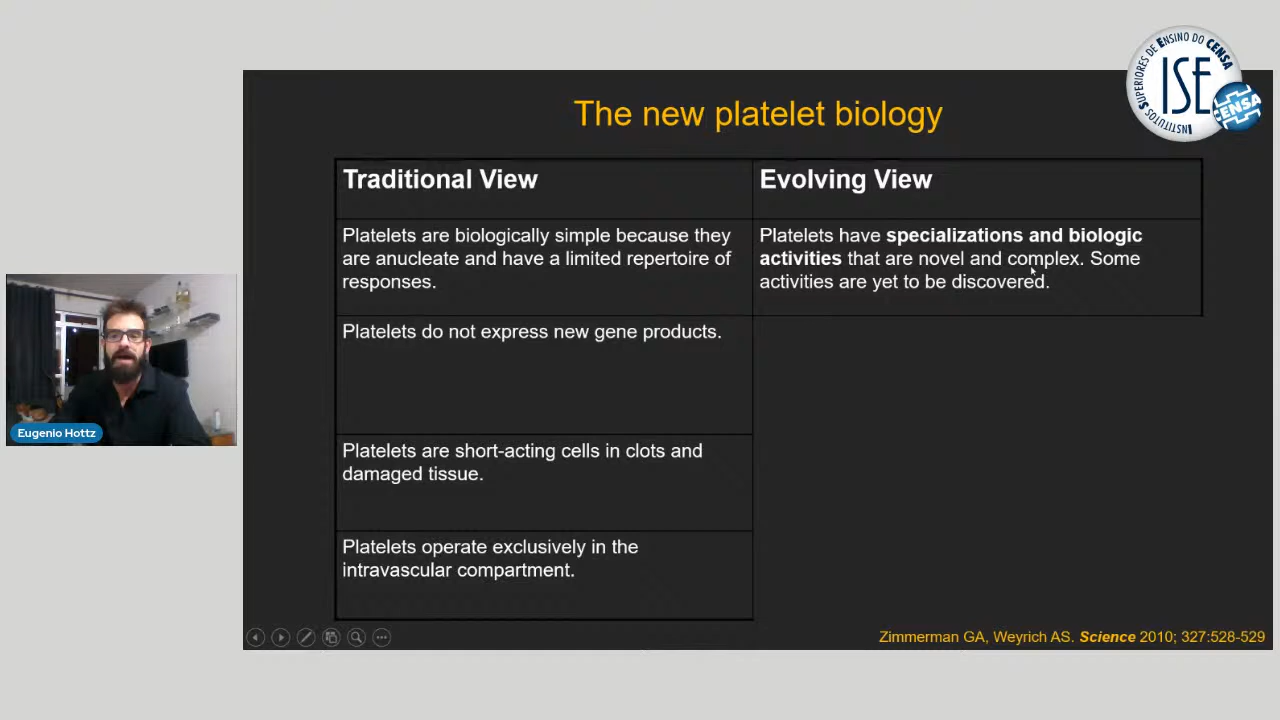 INSTITUTOS SUPERIORES DE ENSINO DO CENSA
ISE
CENSA
The new platelet biology
Traditional View
Evolving View
Platelets are biologically simple because they
are anucleate and have a limited repertoire of
responses.
Platelets have specializations and biologic
activities that are novel and complex. Some
activities are yet to be discovered.
Platelets do not express new gene products.
Platelets are short-acting cells in clots and
damaged tissue.
Platelets operate exclusively in the
intravascular compartment.
Eugenio Hottz
Zimmerman GA, Weyrich AS. Science 2010; 327:528-529